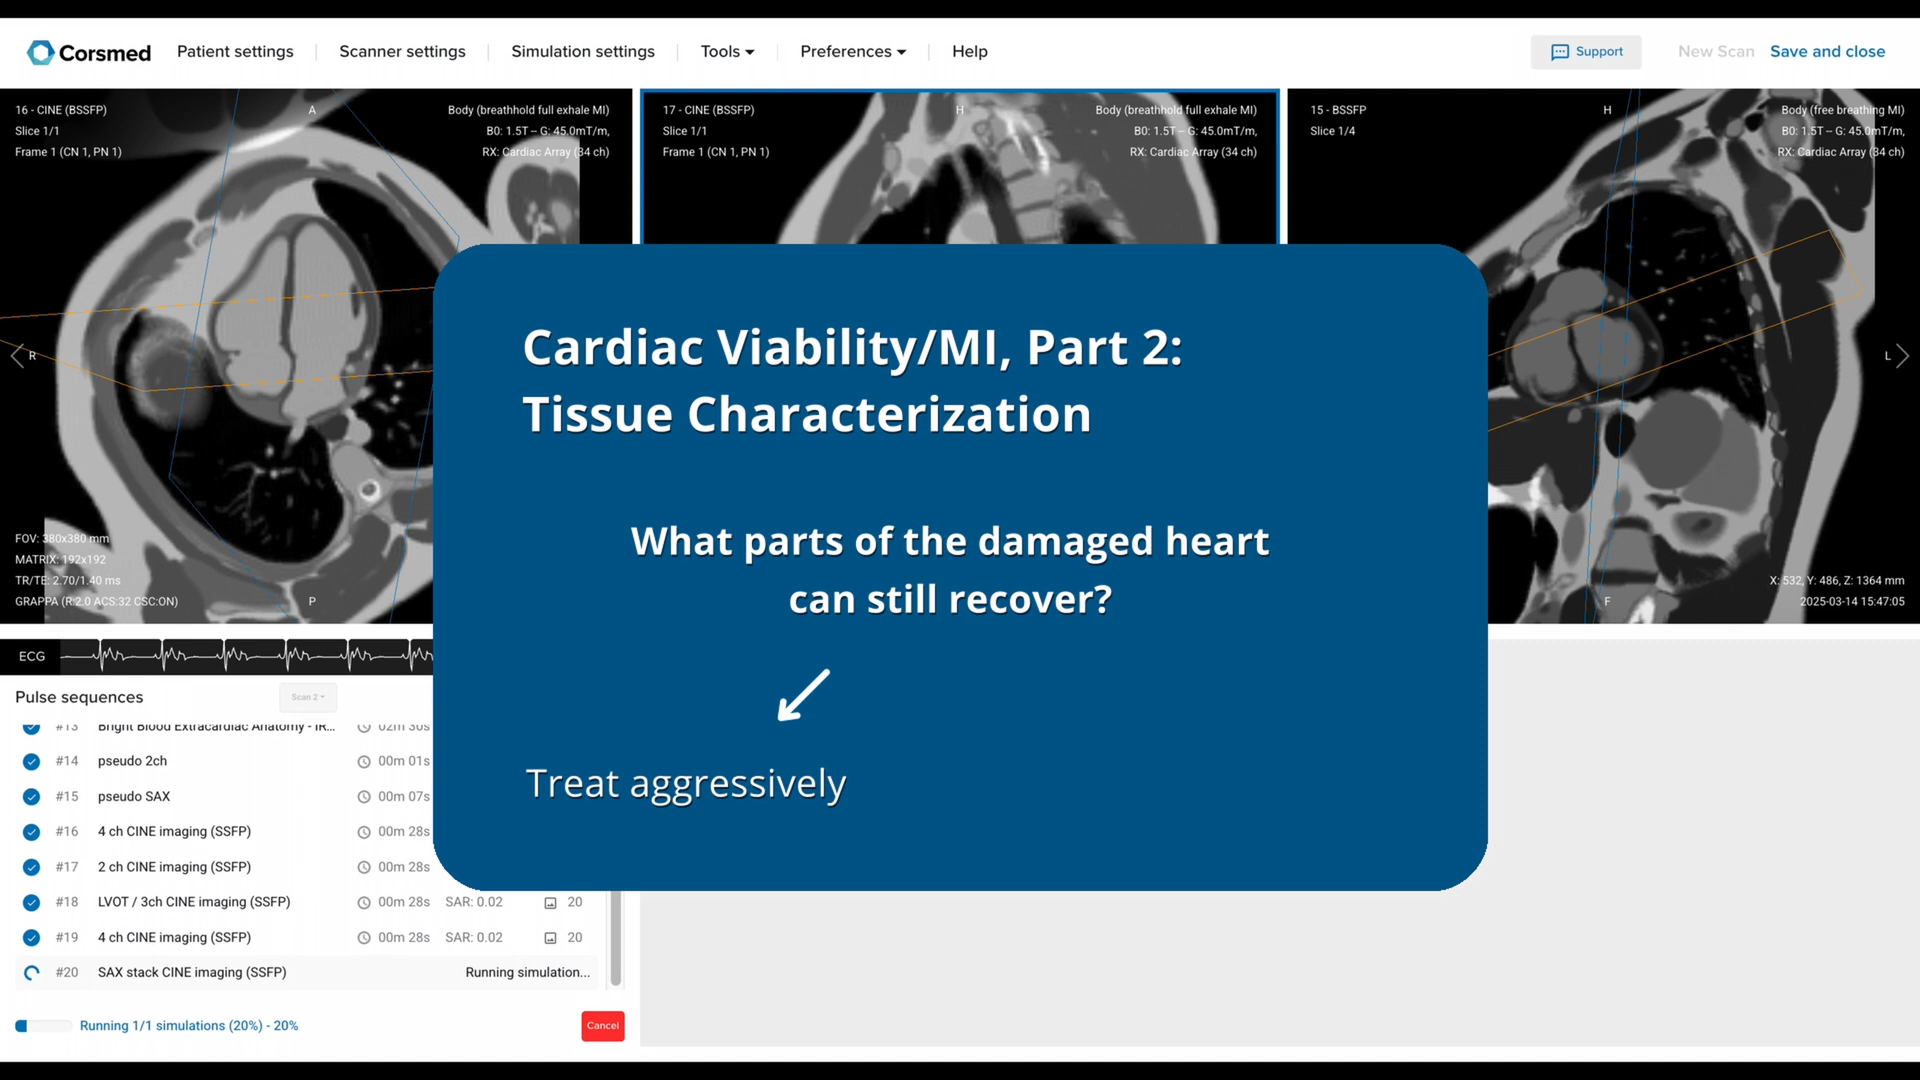 Corsmed
Patient settings
Scanner settings
Simulation settings
Tools
Preferences
Help
Support
New Scan
Save and close
16 - CINE (BSSFP)
Slice 1/1
Frame 1 (CN 1, PN 1)
A
Body (breathhold full exhale MI)
B0: 1.5T – G: 45.0mT/m,
RX: Cardiac Array (34 ch)
R
FOV: 380x380 mm
MATRIX: 192x192
TR/TE: 2.70/1.40 ms
GRAPPA (R:2.0 ACS:32 CSC:ON)
P
17 - CINE (BSSFP)
Slice 1/1
Frame 1 (CN 1, PN 1)
H
Body (breathhold full exhale MI)
B0: 1.5T – G: 45.0mT/m,
RX: Cardiac Array (34 ch)
15 - BSSFP
Slice 1/4
H
Body (free breathing MI)
B0: 1.5T – G: 45.0mT/m,
RX: Cardiac Array (34 ch)
L
X: 532, Y: 486, Z: 1364 mm
2025-03-14 15:47:05
F
Cardiac Viability/MI, Part 2:
Tissue Characterization
What parts of the damaged heart
can still recover?
Treat aggressively
ECG
Pulse sequences
Scan 2
#13 Bright Blood Extracardiac Anatomy - IR... 02m 30s
#14 pseudo 2ch 00m 01s
#15 pseudo SAX 00m 07s
#16 4 ch CINE imaging (SSFP) 00m 28s
#17 2 ch CINE imaging (SSFP) 00m 28s
#18 LVOT / 3ch CINE imaging (SSFP) 00m 28s SAR: 0.02 20
#19 4 ch CINE imaging (SSFP) 00m 28s SAR: 0.02 20
#20 SAX stack CINE imaging (SSFP) Running simulation...
Running 1/1 simulations (20%) - 20%
Cancel